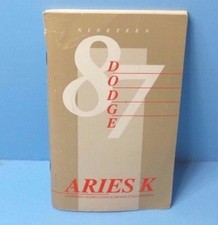 NINETEEN
87
DODGE
ARIES K